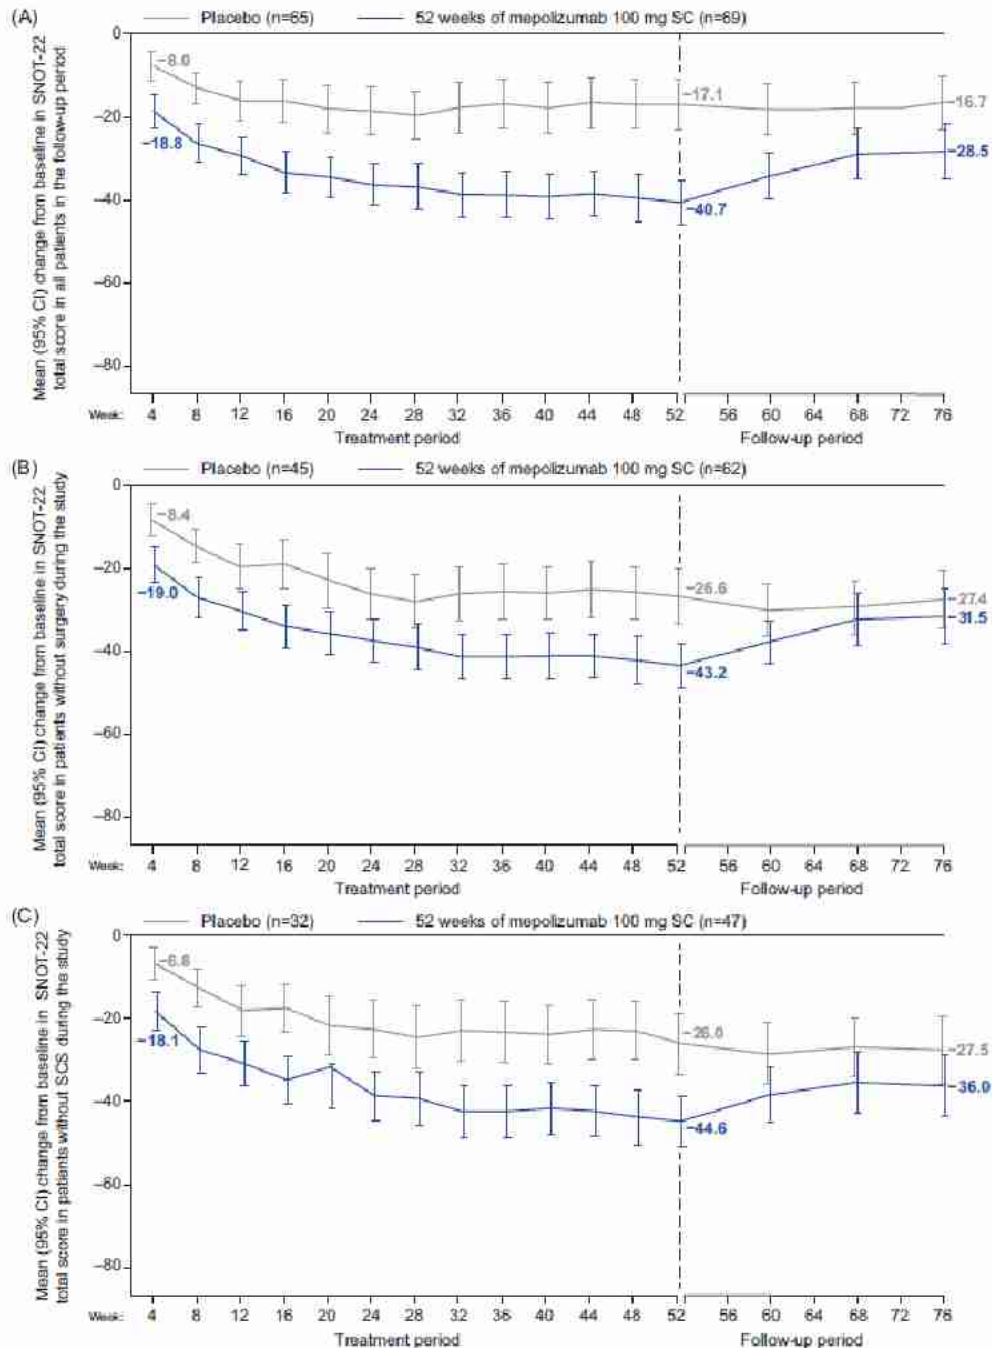 (A)
Placebo (n=65) 52 weeks of mepolizumab 100 mg SC (n=69)
Mean (95% CI) change from baseline in SNOT-22
total score in all patients in the follow-up period
0
−20
−40
−60
−80
−8.0
−18.8
−17.1
−40.7
−16.7
−28.5
Week: 4 8 12 16 20 24 28 32 36 40 44 48 52 56 60 64 68 72 76
Treatment period Follow-up period
(B)
Placebo (n=45) 52 weeks of mepolizumab 100 mg SC (n=62)
Mean (95% CI) change from baseline in SNOT-22
total score in patients without surgery during the study
0
−20
−40
−60
−80
−8.4
−19.0
−26.6
−43.2
−27.4
−31.5
Week: 4 8 12 16 20 24 28 32 36 40 44 48 52 56 60 64 68 72 76
Treatment period Follow-up period
(C)
Placebo (n=32) 52 weeks of mepolizumab 100 mg SC (n=47)
Mean (95% CI) change from baseline in SNOT-22
total score in patients without SCS during the study
0
−20
−40
−60
−80
−6.8
−18.1
−26.0
−44.6
−27.5
−36.0
Week: 4 8 12 16 20 24 28 32 36 40 44 48 52 56 60 64 68 72 76
Treatment period Follow-up period